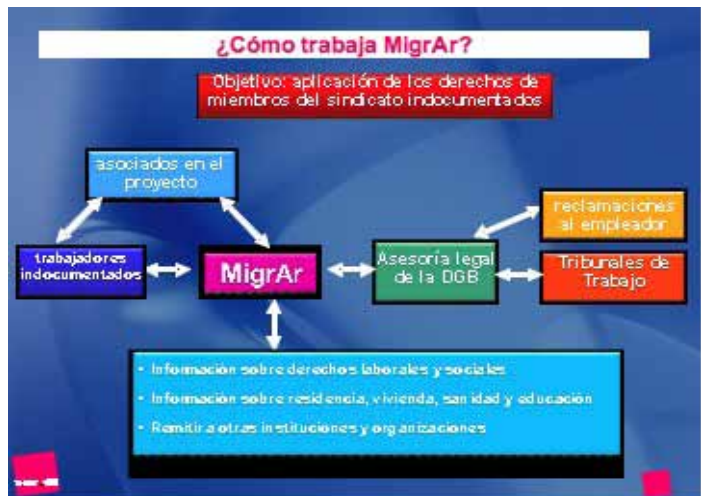 ¿Cómo trabaja MigrAr?
Objetivo: aplicación de los derechos de
miembros del sindicato indocumentados
asociados en el
proyecto
reclamaciones
al empleador
trabajadores
indocumentados
MigrAr
Asesoría legal
de la DGB
Tribunales de
Trabajo
• Información sobre derechos laborales y sociales
• Información sobre residencia, vivienda, sanidad y educación
• Remitir a otras instituciones y organizaciones